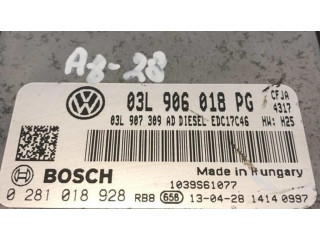 A8-28
VW
03L 906 018 PG
CFJA
4317
03L 907 309 AD DIESEL EDC17C46 HW: H25
BOSCH
Made in Hungary
1039S61077
0 281 018 928 RB8 658 13-04-28 1414 0997